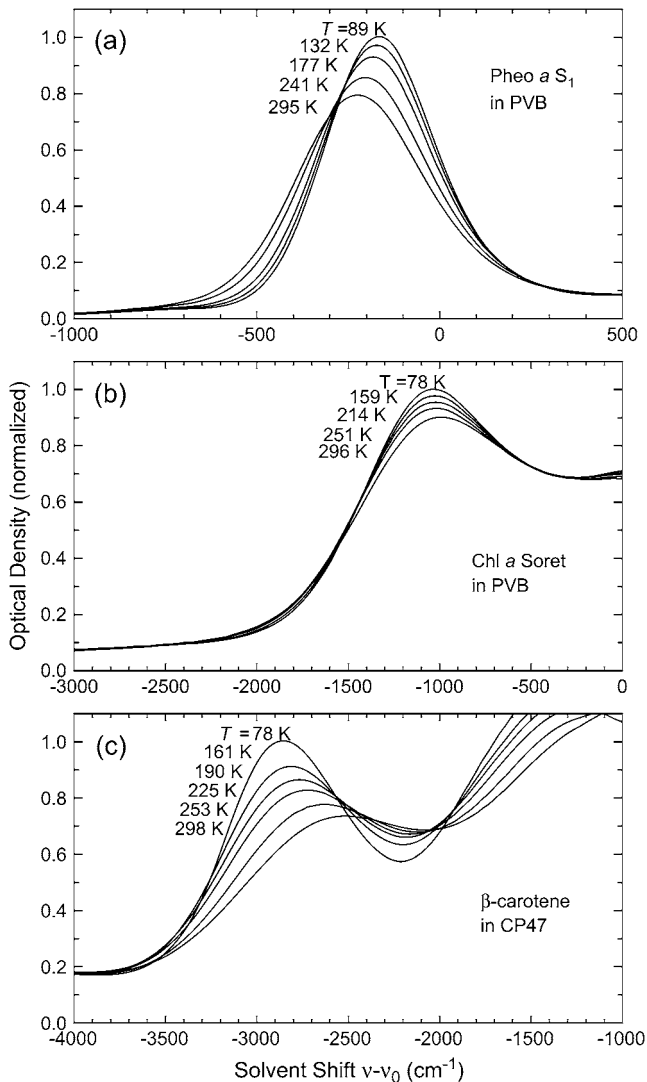 (a)
T =89 K
132 K
177 K
241 K
295 K
Pheo a S1
in PVB
1.0
0.8
0.6
0.4
0.2
0.0
-1000
-500
0
500
(b)
T =78 K
159 K
214 K
251 K
296 K
Chl a Soret
in PVB
1.0
0.8
0.6
0.4
0.2
0.0
-3000
-2500
-2000
-1500
-1000
-500
0
Optical Density (normalized)
(c)
T =78 K
161 K
190 K
225 K
253 K
298 K
β-carotene
in CP47
1.0
0.8
0.6
0.4
0.2
0.0
-4000
-3500
-3000
-2500
-2000
-1500
-1000
Solvent Shift ν-ν0 (cm-1)